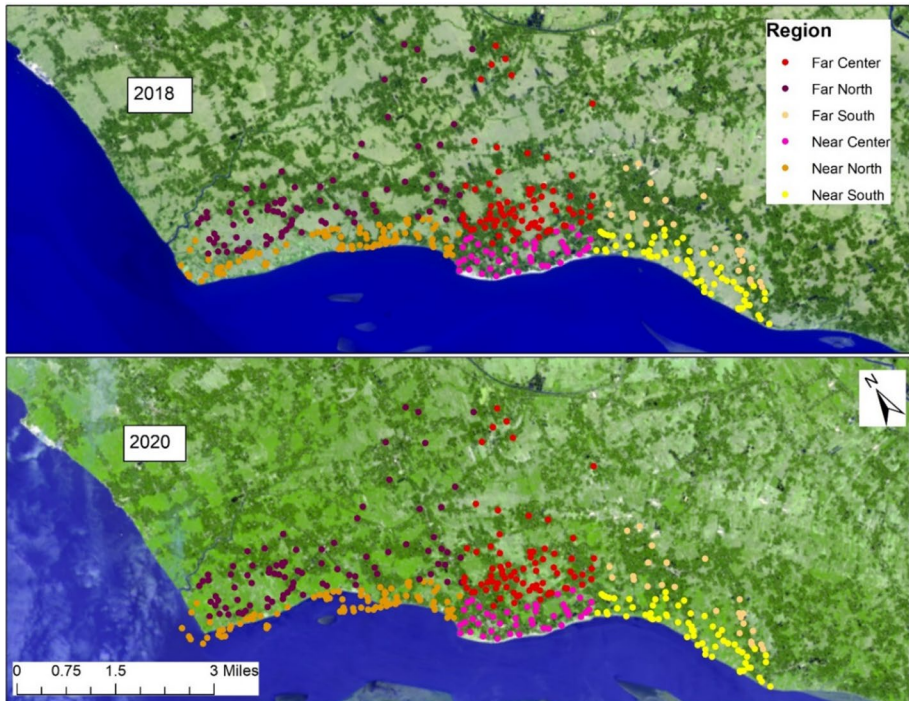 Region
2018
Far Center
Far North
Far South
Near Center
Near North
Near South
N
2020
0 0.75 1.5 3 Miles